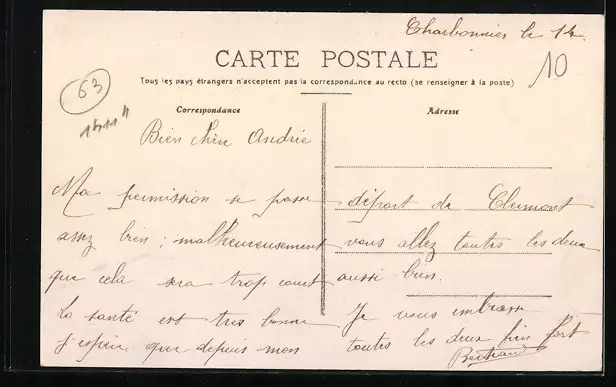 Charbonnier le 14
CARTE POSTALE
Tous les pays étrangers n'acceptent pas la correspondance au recto (se renseigner à la poste)
63
10
Correspondance
Adresse
Bien chère Andrée
Ma permission se passe
assez bien ; malheureusement
que cela sera trop court
La santé est très bonne
j'espère que depuis mon
départ de Clermont
vous allez toutes les deux
aussi bien.
Je vous embrasse
toutes les deux bien fort
Bertrand